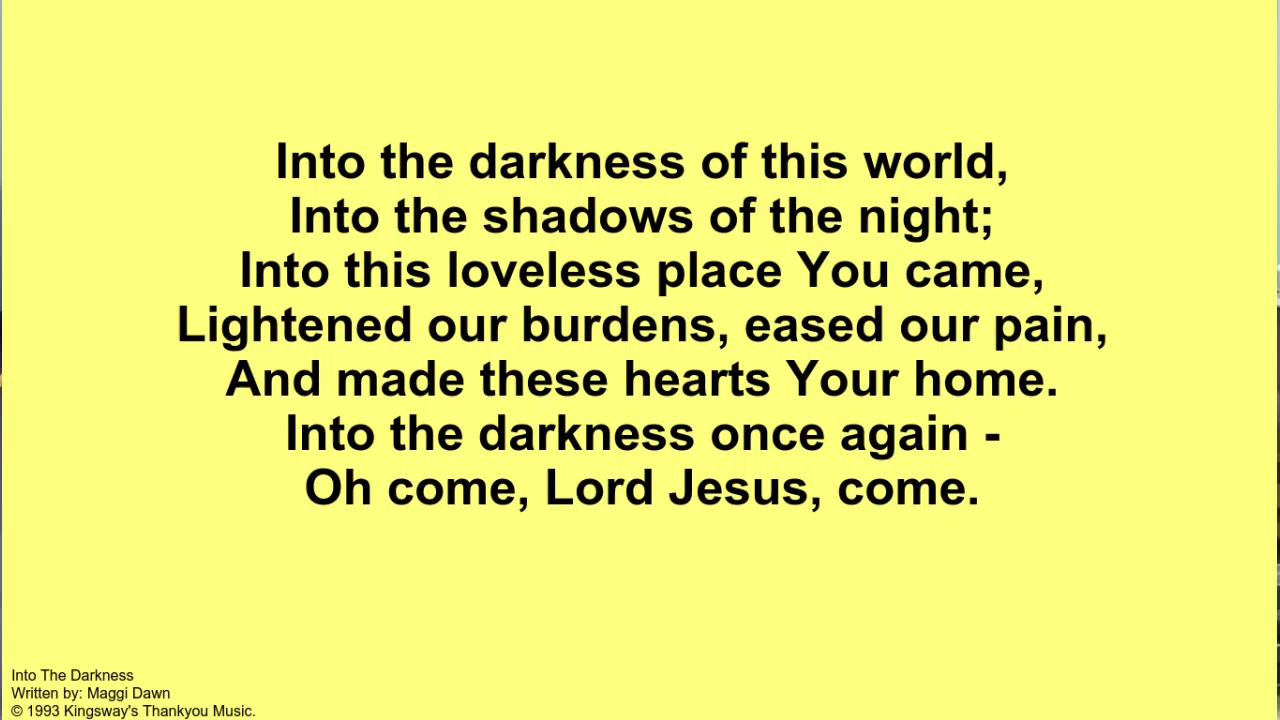 Into the darkness of this world,
Into the shadows of the night;
Into this loveless place You came,
Lightened our burdens, eased our pain,
And made these hearts Your home.
Into the darkness once again -
Oh come, Lord Jesus, come.
Into The Darkness
Written by: Maggi Dawn
© 1993 Kingsway's Thankyou Music.